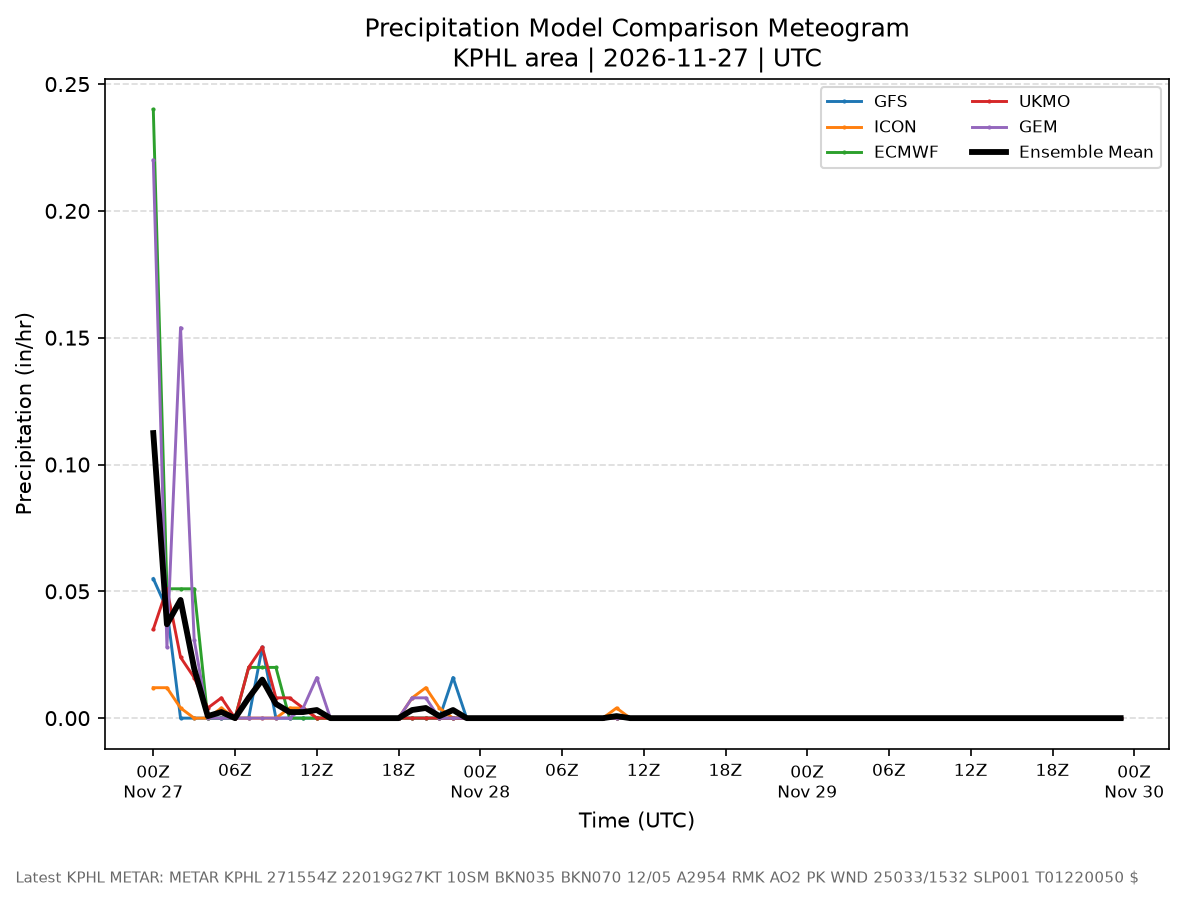 Precipitation Model Comparison Meteogram
KPHL area | 2026-11-27 | UTC
GFS
ICON
ECMWF
UKMO
GEM
Ensemble Mean
Precipitation (in/hr)
0.25
0.20
0.15
0.10
0.05
0.00
00Z 06Z 12Z 18Z 00Z 06Z 12Z 18Z 00Z 06Z 12Z 18Z 00Z
Nov 27 Nov 28 Nov 29 Nov 30
Time (UTC)
Latest KPHL METAR: METAR KPHL 271554Z 22019G27KT 10SM BKN035 BKN070 12/05 A2954 RMK AO2 PK WND 25033/1532 SLP001 T01220050 $